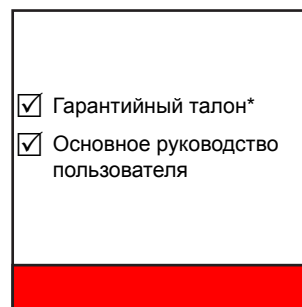 Гарантийный талон*
Основное руководство
пользователя